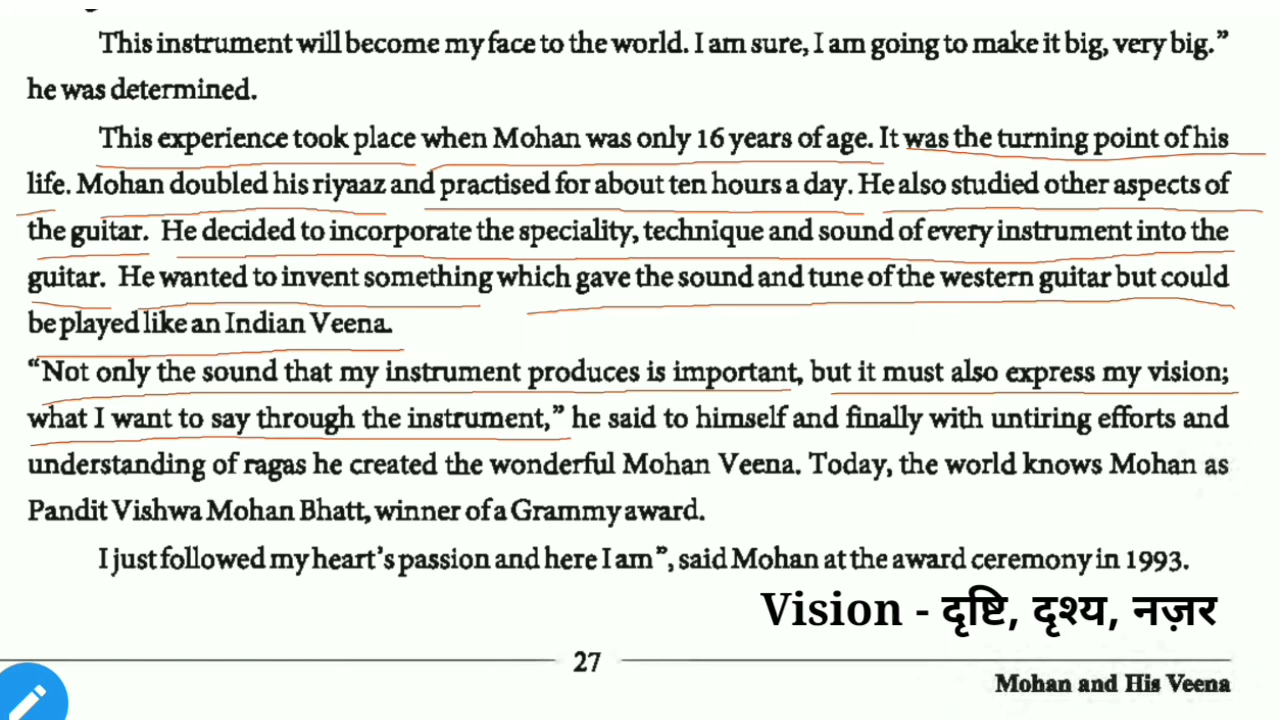 This instrument will become my face to the world. I am sure, I am going to make it big, very big.”
he was determined.
This experience took place when Mohan was only 16 years of age. It was the turning point of his
life. Mohan doubled his riyaaz and practised for about ten hours a day. He also studied other aspects of
the guitar. He decided to incorporate the speciality, technique and sound of every instrument into the
guitar. He wanted to invent something which gave the sound and tune of the western guitar but could
be played like an Indian Veena.
“Not only the sound that my instrument produces is important, but it must also express my vision;
what I want to say through the instrument,” he said to himself and finally with untiring efforts and
understanding of ragas he created the wonderful Mohan Veena. Today, the world knows Mohan as
Pandit Vishwa Mohan Bhatt, winner of a Grammy award.
I just followed my heart’s passion and here I am”, said Mohan at the award ceremony in 1993.
Vision - दृष्टि, दृश्य, नज़र
27
Mohan and His Veena